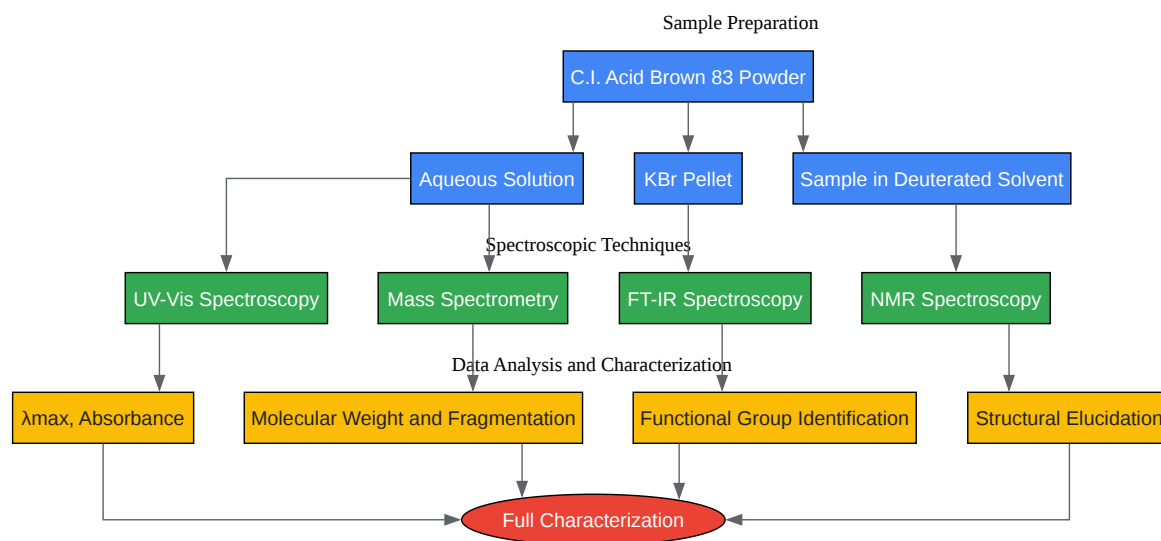 Sample Preparation
C.I. Acid Brown 83 Powder
Aqueous Solution
KBr Pellet
Sample in Deuterated Solvent
Spectroscopic Techniques
UV-Vis Spectroscopy
Mass Spectrometry
FT-IR Spectroscopy
NMR Spectroscopy
Data Analysis and Characterization
λmax, Absorbance
Molecular Weight and Fragmentation
Functional Group Identification
Structural Elucidation
Full Characterization